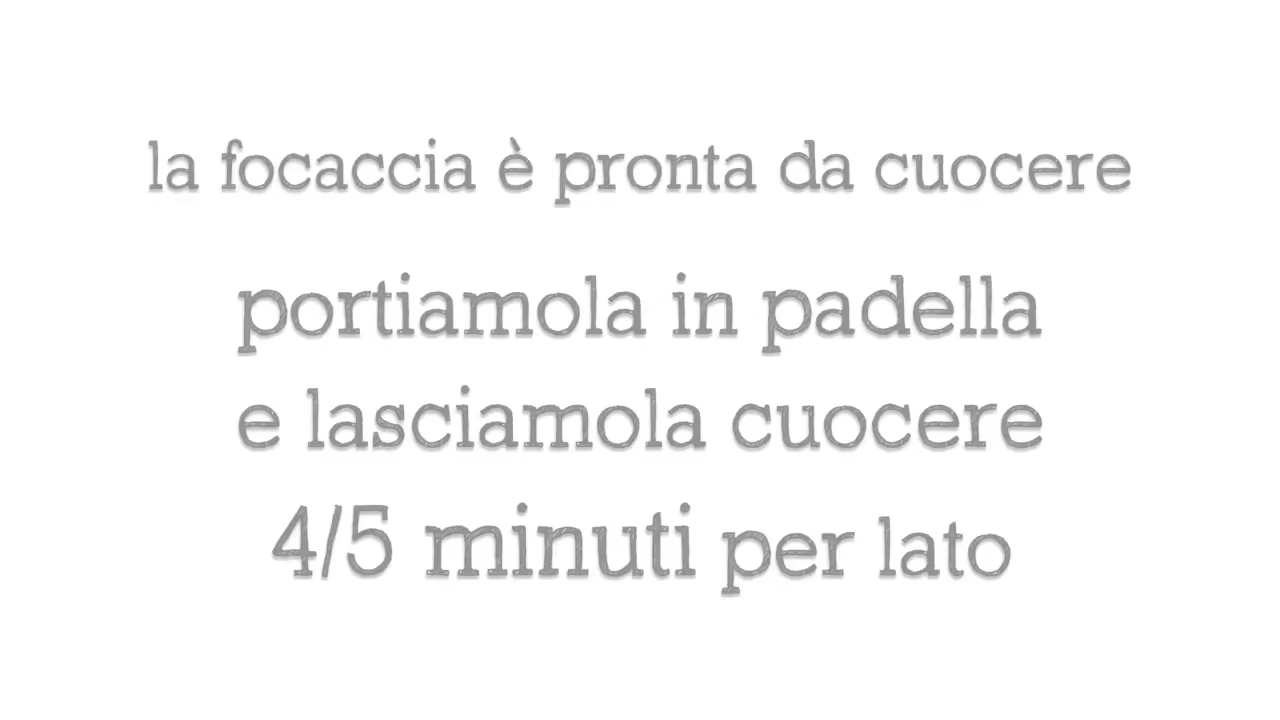 la focaccia è pronta da cuocere
portiamola in padella
e lasciamola cuocere
4/5 minuti per lato